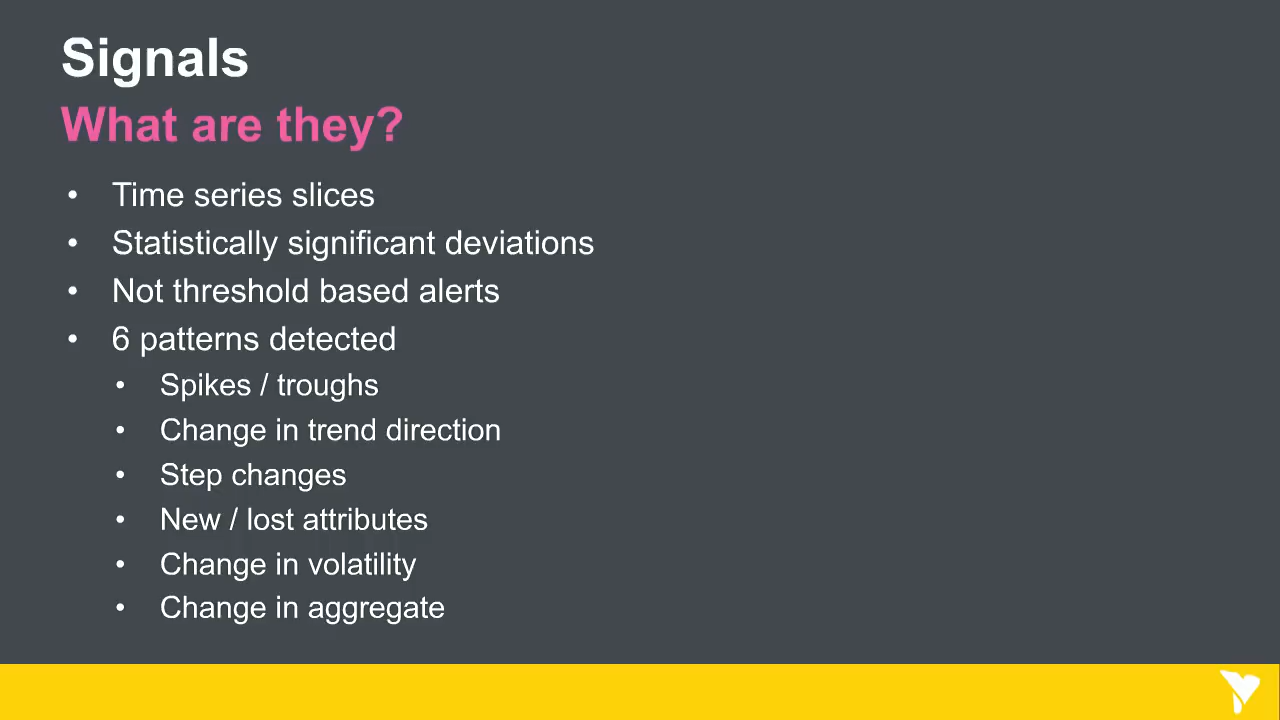 Signals
What are they?
• Time series slices
• Statistically significant deviations
• Not threshold based alerts
• 6 patterns detected
• Spikes / troughs
• Change in trend direction
• Step changes
• New / lost attributes
• Change in volatility
• Change in aggregate